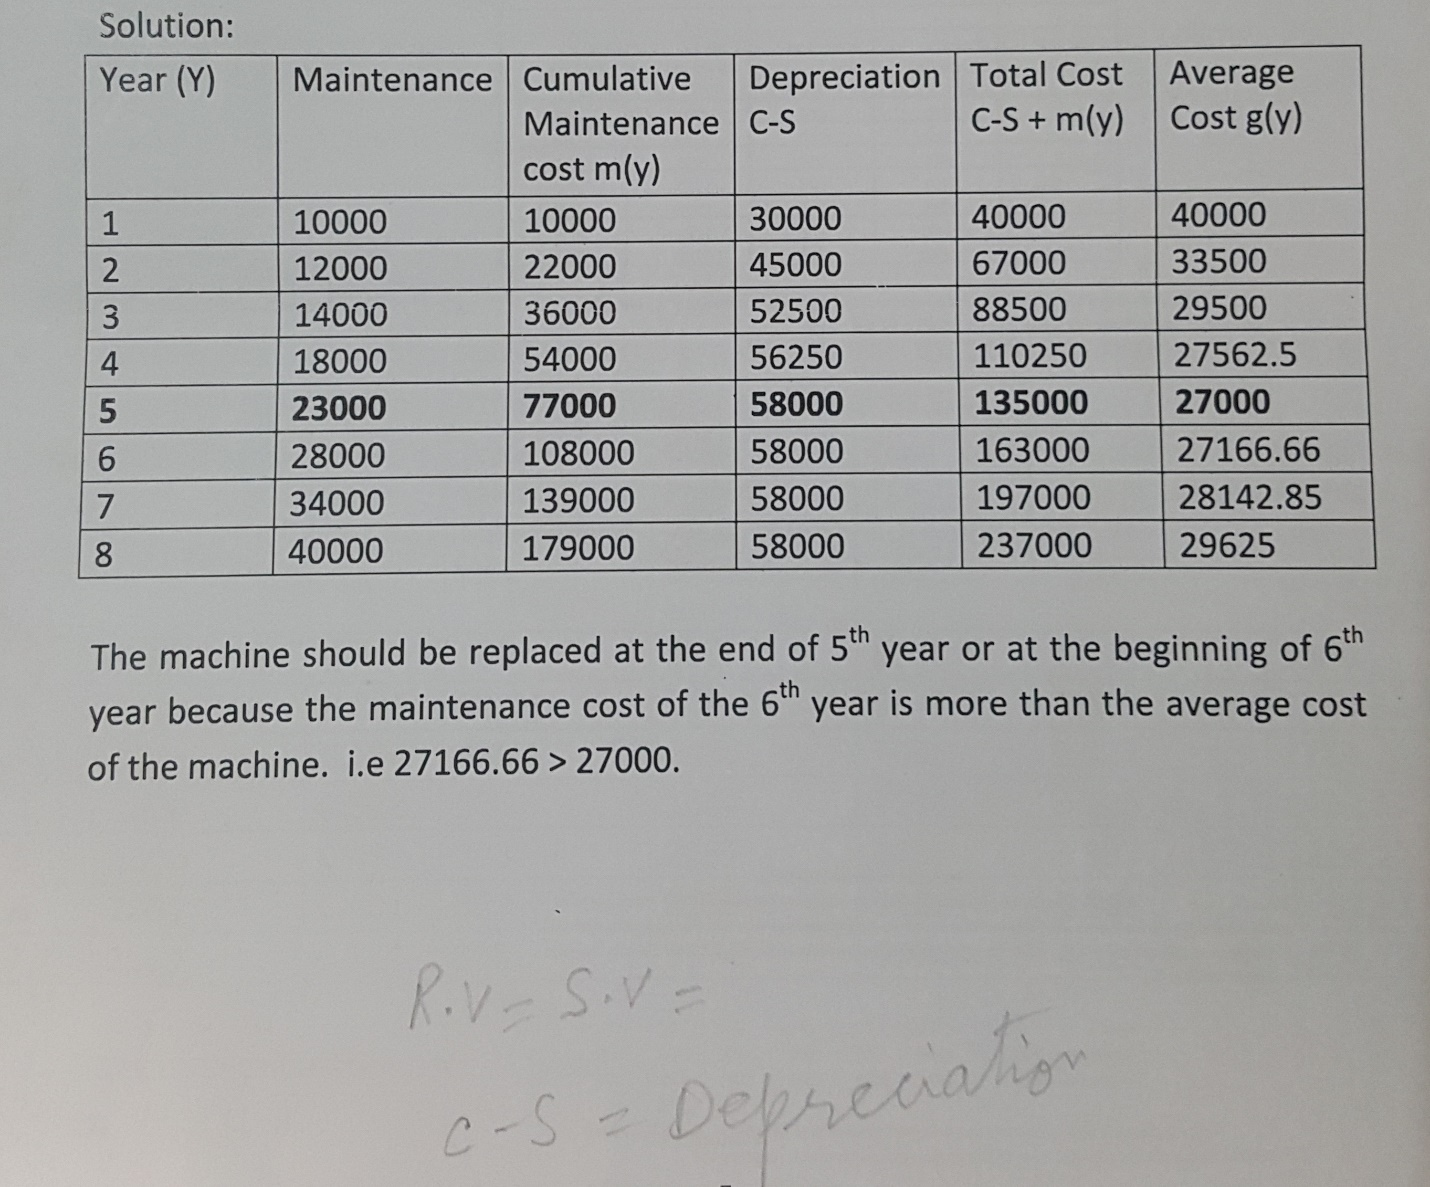 Solution:
Year (Y) Maintenance Cumulative Maintenance cost m(y) Depreciation C-S Total Cost C-S + m(y) Average Cost g(y)
1 10000 10000 30000 40000 40000
2 12000 22000 45000 67000 33500
3 14000 36000 52500 88500 29500
4 18000 54000 56250 110250 27562.5
5 23000 77000 58000 135000 27000
6 28000 108000 58000 163000 27166.66
7 34000 139000 58000 197000 28142.85
8 40000 179000 58000 237000 29625
The machine should be replaced at the end of 5th year or at the beginning of 6th
year because the maintenance cost of the 6th year is more than the average cost
of the machine. i.e 27166.66 > 27000.
R.V = S.V =
C-S = Depreciation